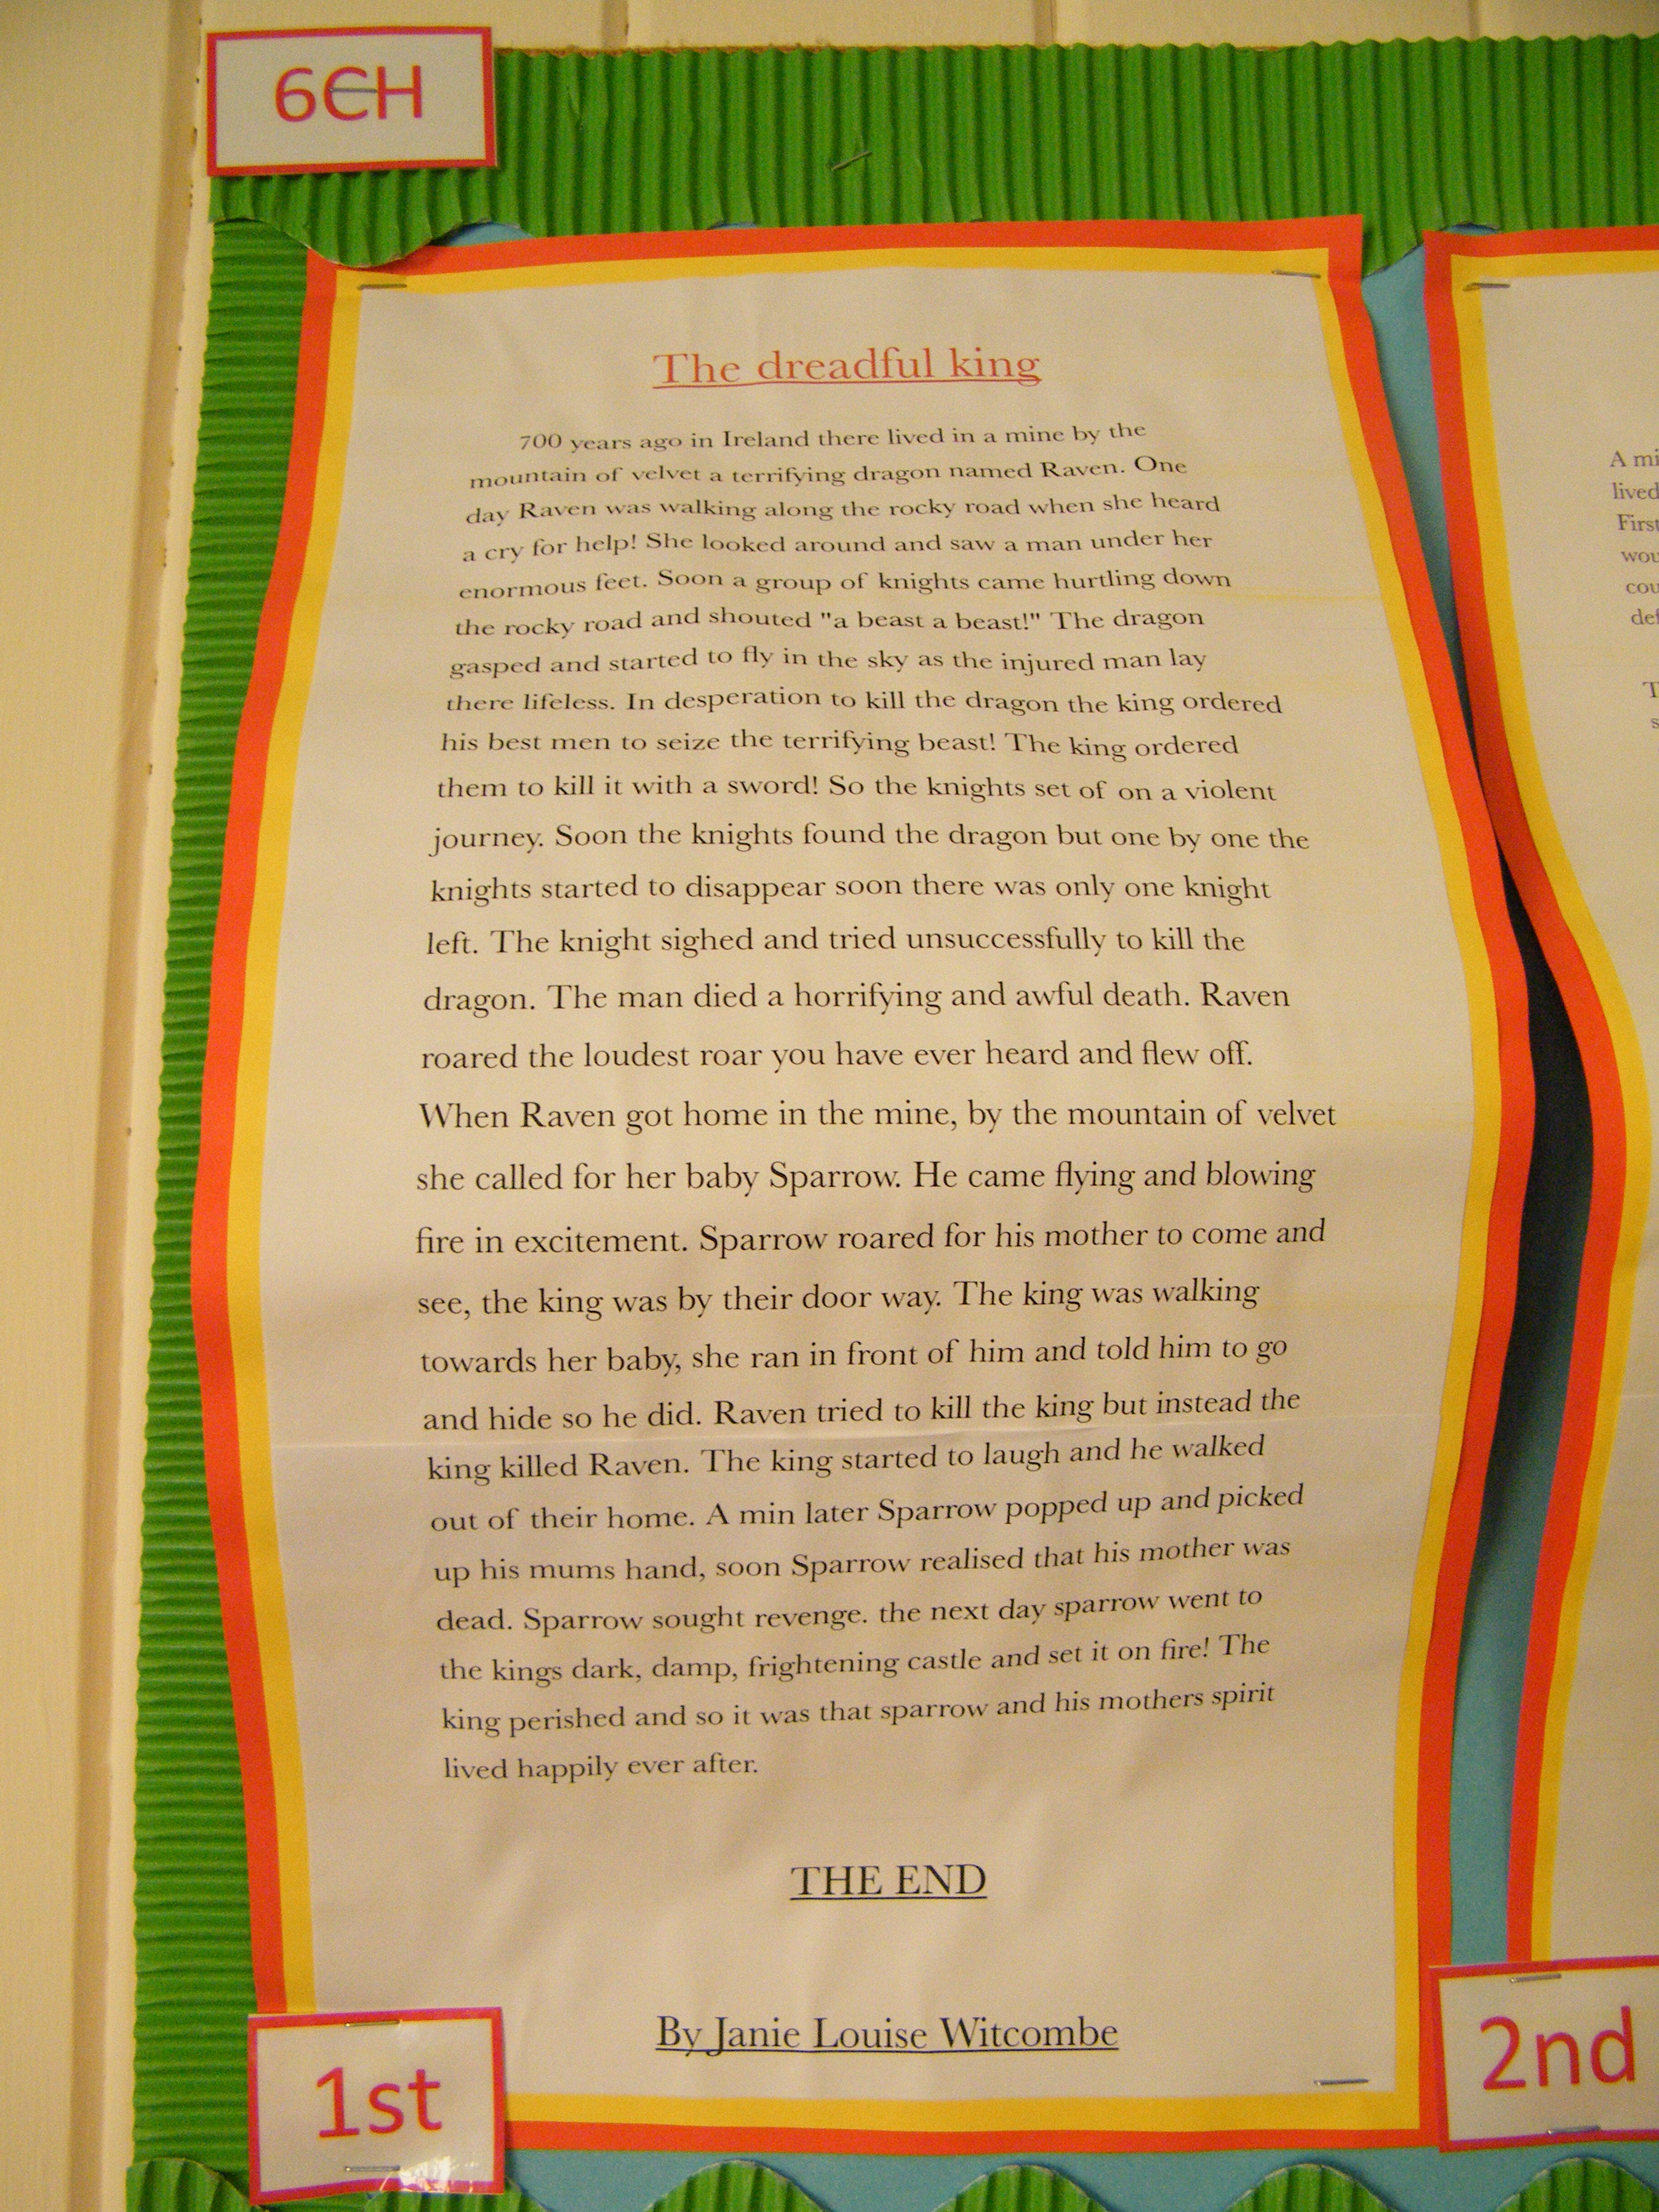 6CH
The dreadful king
700 years ago in Ireland there lived in a mine by the
mountain of velvet a terrifying dragon named Raven. One
day Raven was walking along the rocky road when she heard
a cry for help! She looked around and saw a man under her
enormous feet. Soon a group of knights came hurtling down
the rocky road and shouted "a beast a beast!" The dragon
gasped and started to fly in the sky as the injured man lay
there lifeless. In desperation to kill the dragon the king ordered
his best men to seize the terrifying beast! The king ordered
them to kill it with a sword! So the knights set of on a violent
journey. Soon the knights found the dragon but one by one the
knights started to disappear soon there was only one knight
left. The knight sighed and tried unsuccessfully to kill the
dragon. The man died a horrifying and awful death. Raven
roared the loudest roar you have ever heard and flew off.
When Raven got home in the mine, by the mountain of velvet
she called for her baby Sparrow. He came flying and blowing
fire in excitement. Sparrow roared for his mother to come and
see, the king was by their door way. The king was walking
towards her baby, she ran in front of him and told him to go
and hide so he did. Raven tried to kill the king but instead the
king killed Raven. The king started to laugh and he walked
out of their home. A min later Sparrow popped up and picked
up his mums hand, soon Sparrow realised that his mother was
dead. Sparrow sought revenge. the next day sparrow went to
the kings dark, damp, frightening castle and set it on fire! The
king perished and so it was that sparrow and his mothers spirit
lived happily ever after.
THE END
By Janie Louise Witcombe
1st
A
lived
First
2nd